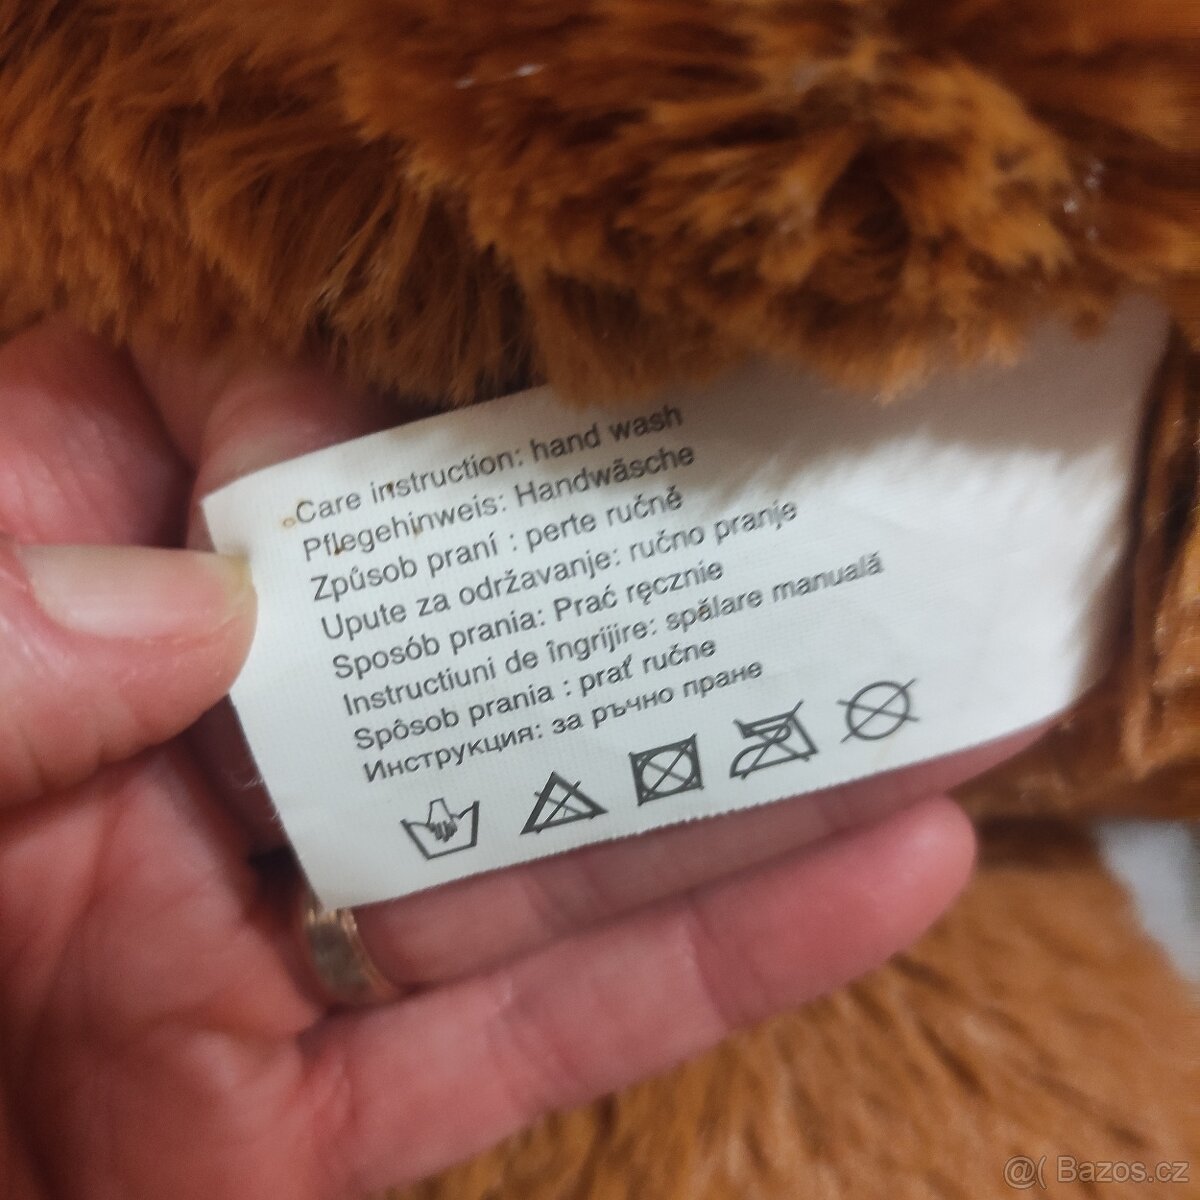 Care instruction: hand wash
Pflegehinweis: Handwäsche
Způsob praní : perte ručně
Upute za održavanje: ručno pranje
Sposób prania: Prać ręcznie
Instructiuni de îngrijire: spălare manuală
Spôsob prania : prať ručne
Инструкция: за ръчно пране
@( Bazos.cz